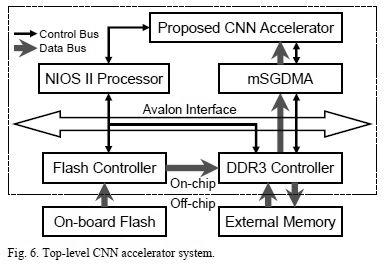 Control Bus
Data Bus
Proposed CNN Accelerator
NIOS II Processor
mSGDMA
Avalon Interface
Flash Controller
DDR3 Controller
On-chip
Off-chip
On-board Flash
External Memory
Fig. 6. Top-level CNN accelerator system.